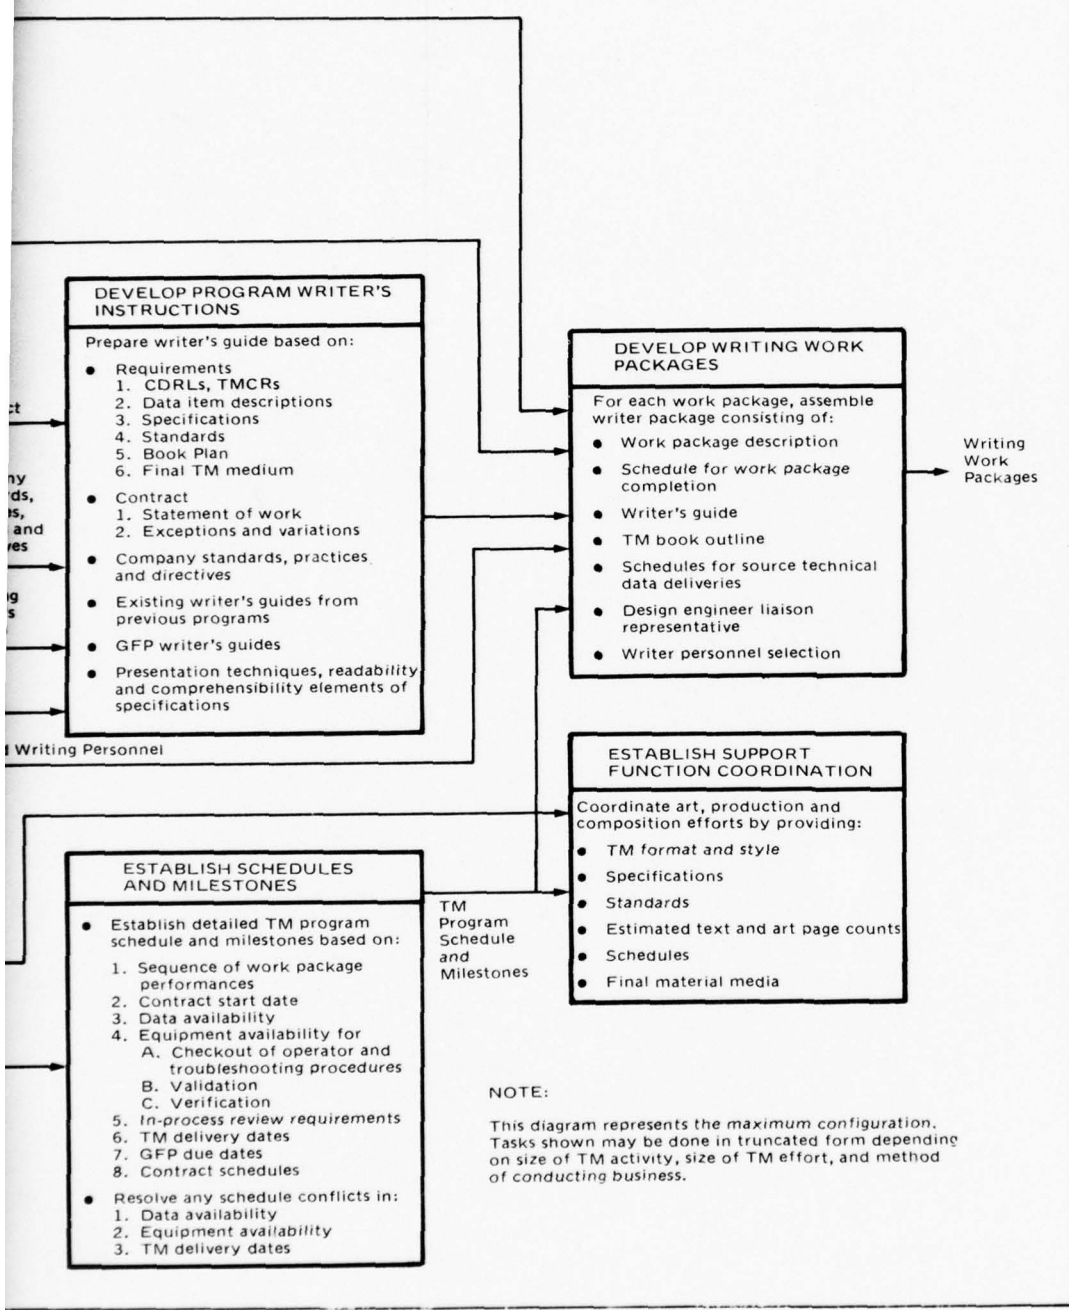 DEVELOP PROGRAM WRITER'S
INSTRUCTIONS
Prepare writer's guide based on:
● Requirements
1. CDRLs, TMCRs
2. Data item descriptions
3. Specifications
4. Standards
5. Book Plan
6. Final TM medium
● Contract
1. Statement of work
2. Exceptions and variations
● Company standards, practices
and directives
● Existing writer's guides from
previous programs
● GFP writer's guides
● Presentation techniques, readability
and comprehensibility elements of
specifications
and
Writing Personnel
DEVELOP WRITING WORK
PACKAGES
For each work package, assemble
writer package consisting of:
● Work package description
● Schedule for work package
completion
● Writer's guide
● TM book outline
● Schedules for source technical
data deliveries
● Design engineer liaison
representative
● Writer personnel selection
Writing
Work
Packages
ESTABLISH SUPPORT
FUNCTION COORDINATION
Coordinate art, production and
composition efforts by providing:
● TM format and style
● Specifications
● Standards
● Estimated text and art page counts
● Schedules
● Final material media
ESTABLISH SCHEDULES
AND MILESTONES
● Establish detailed TM program
schedule and milestones based on:
1. Sequence of work package
performances
2. Contract start date
3. Data availability
4. Equipment availability for
A. Checkout of operator and
troubleshooting procedures
B. Validation
C. Verification
5. In-process review requirements
6. TM delivery dates
7. GFP due dates
8. Contract schedules
● Resolve any schedule conflicts in:
1. Data availability
2. Equipment availability
3. TM delivery dates
TM
Program
Schedule
and
Milestones
NOTE:
This diagram represents the maximum configuration.
Tasks shown may be done in truncated form depending
on size of TM activity, size of TM effort, and method
of conducting business.